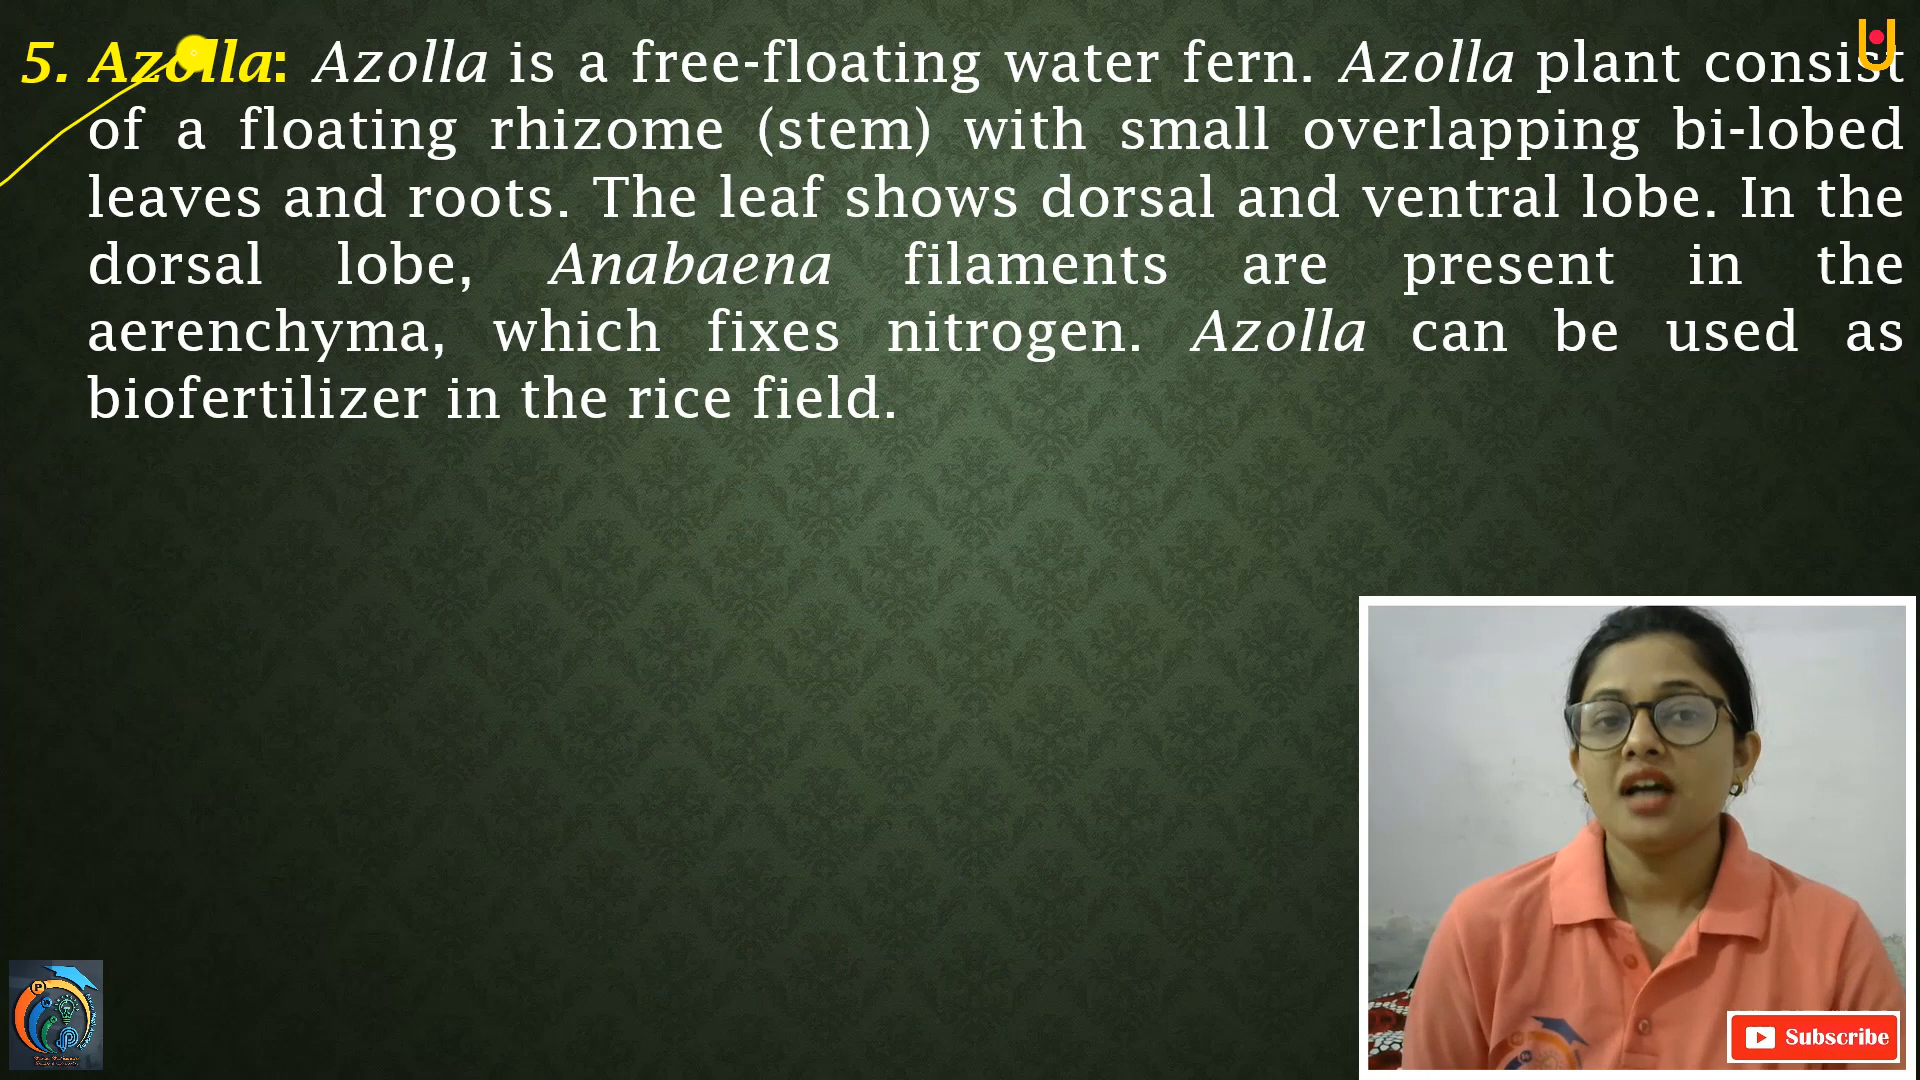 5. Azolla: Azolla is a free-floating water fern. Azolla plant consist
of a floating rhizome (stem) with small overlapping bi-lobed
leaves and roots. The leaf shows dorsal and ventral lobe. In the
dorsal lobe, Anabaena filaments are present in the
aerenchyma, which fixes nitrogen. Azolla can be used as
biofertilizer in the rice field.
Subscribe